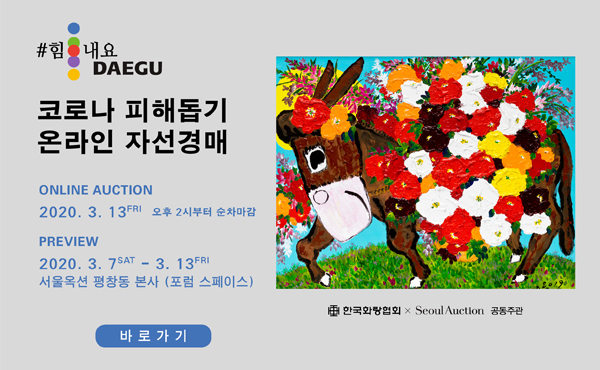 #힘내요
DAEGU
코로나 피해돕기
온라인 자선경매
ONLINE AUCTION
2020. 3. 13FRI 오후 2시부터 순차마감
PREVIEW
2020. 3. 7SAT – 3. 13FRI
서울옥션 평창동 본사 (포럼 스페이스)
바로가기
2019
한국화랑협회 × Seoul Auction 공동주관